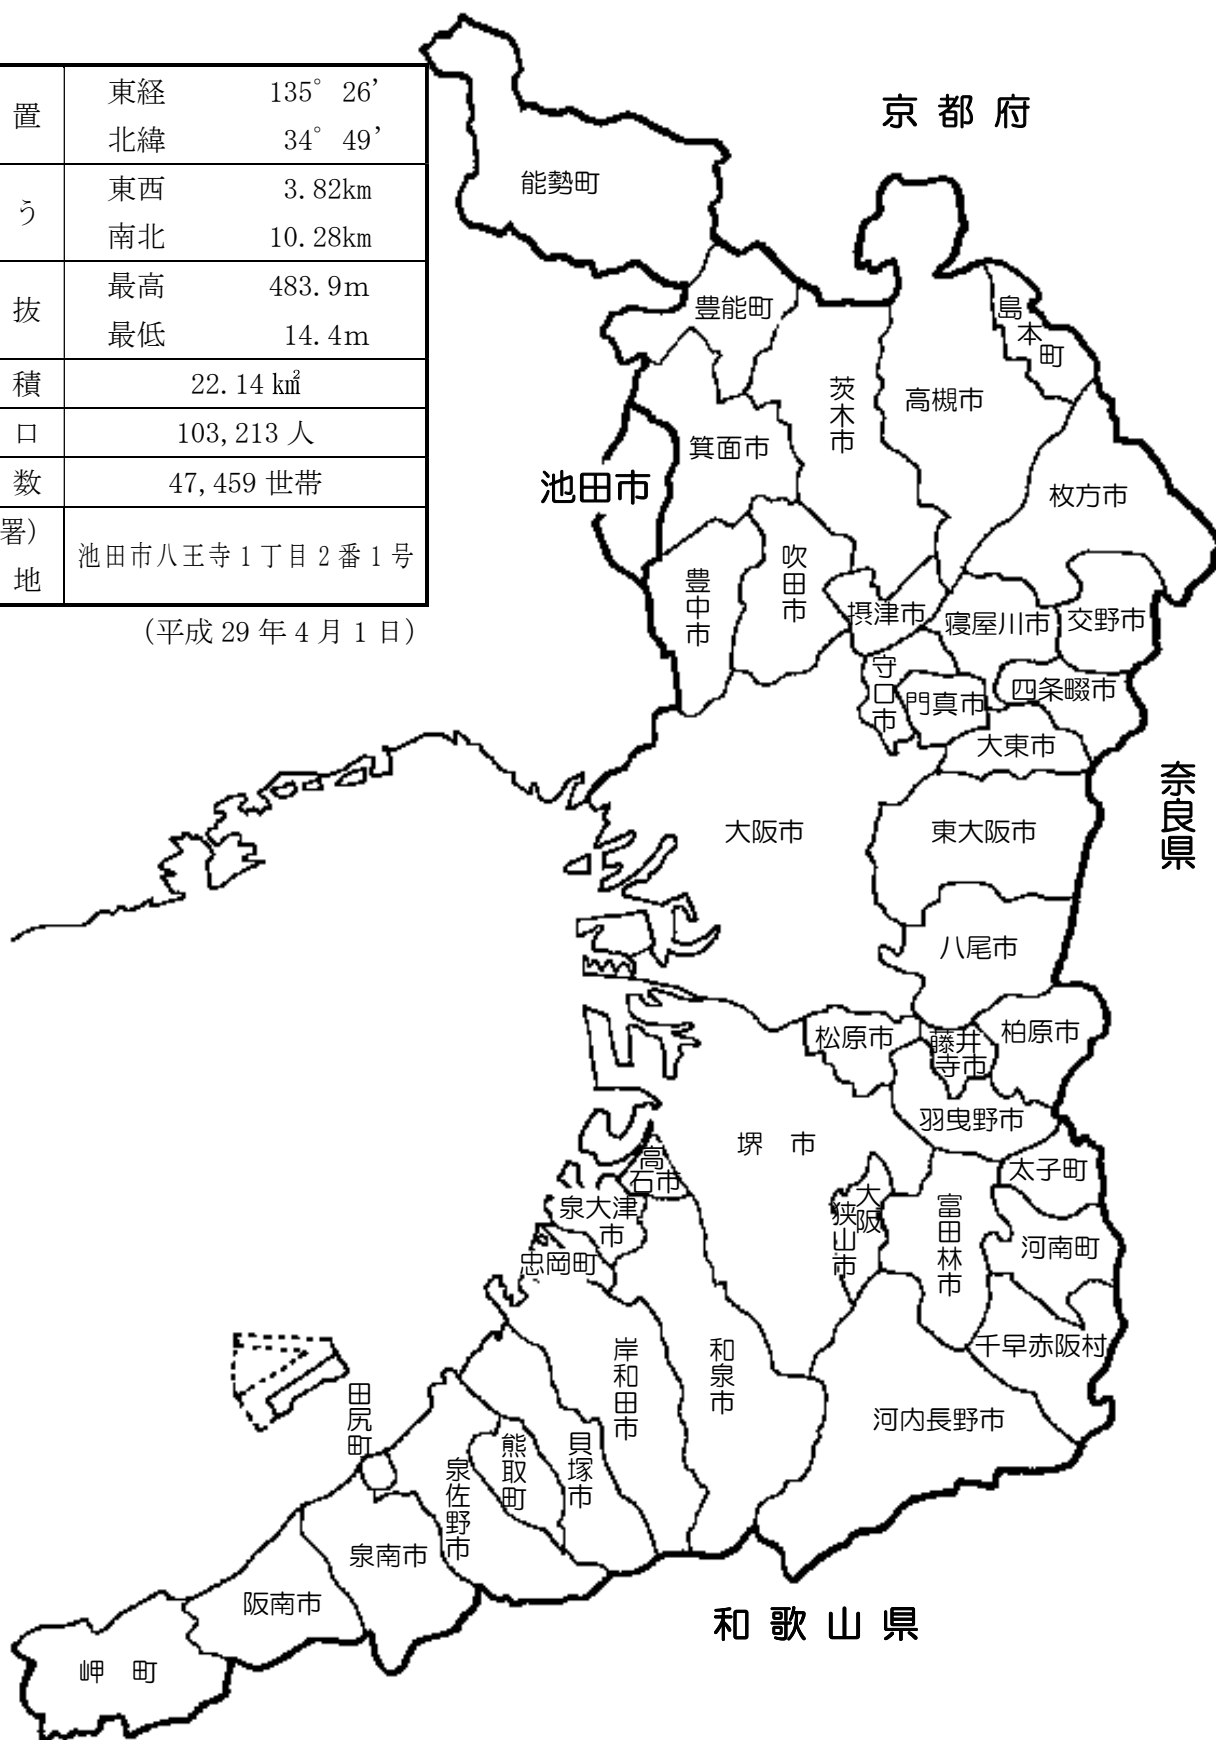 置 東経 135° 26’
北緯 34° 49’
う 東西 3.82km
南北 10.28km
抜 最高 483.9m
最低 14.4m
積 22.14㎢
口 103,213人
数 47,459世帯
署)
地 池田市八王寺1丁目2番1号
(平成29年4月1日)
京都府
能勢町
豊能町
島本町
茨木市
高槻市
箕面市
池田市
枚方市
吹田市
豊中市
摂津市
寝屋川市
交野市
守口市
門真市
四条畷市
大東市
奈良県
大阪市
東大阪市
八尾市
松原市
藤井
寺市
柏原市
羽曳野市
堺 市
高
石市
太子町
泉大津
市
大阪
狭山市
富田林市
河南町
忠岡町
千早赤阪村
岸和田市
和泉市
田尻町
河内長野市
貝塚市
熊取町
泉佐野市
泉南市
阪南市
和歌山県
岬 町